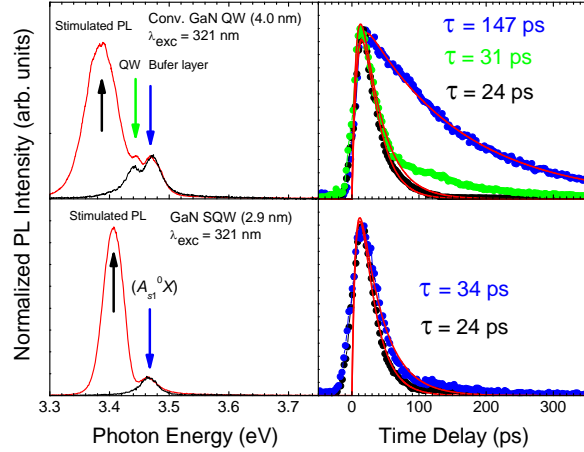 Normalized PL Intensity (arb. units)
Stimulated PL
Conv. GaN QW (4.0 nm)
λexc = 321 nm
QW
Bufer layer
τ = 147 ps
τ = 31 ps
τ = 24 ps
Stimulated PL
GaN SQW (2.9 nm)
λexc = 321 nm
(As1⁰X)
τ = 34 ps
τ = 24 ps
3.3 3.4 3.5 3.6 3.7
0 100 200 300
Photon Energy (eV)
Time Delay (ps)